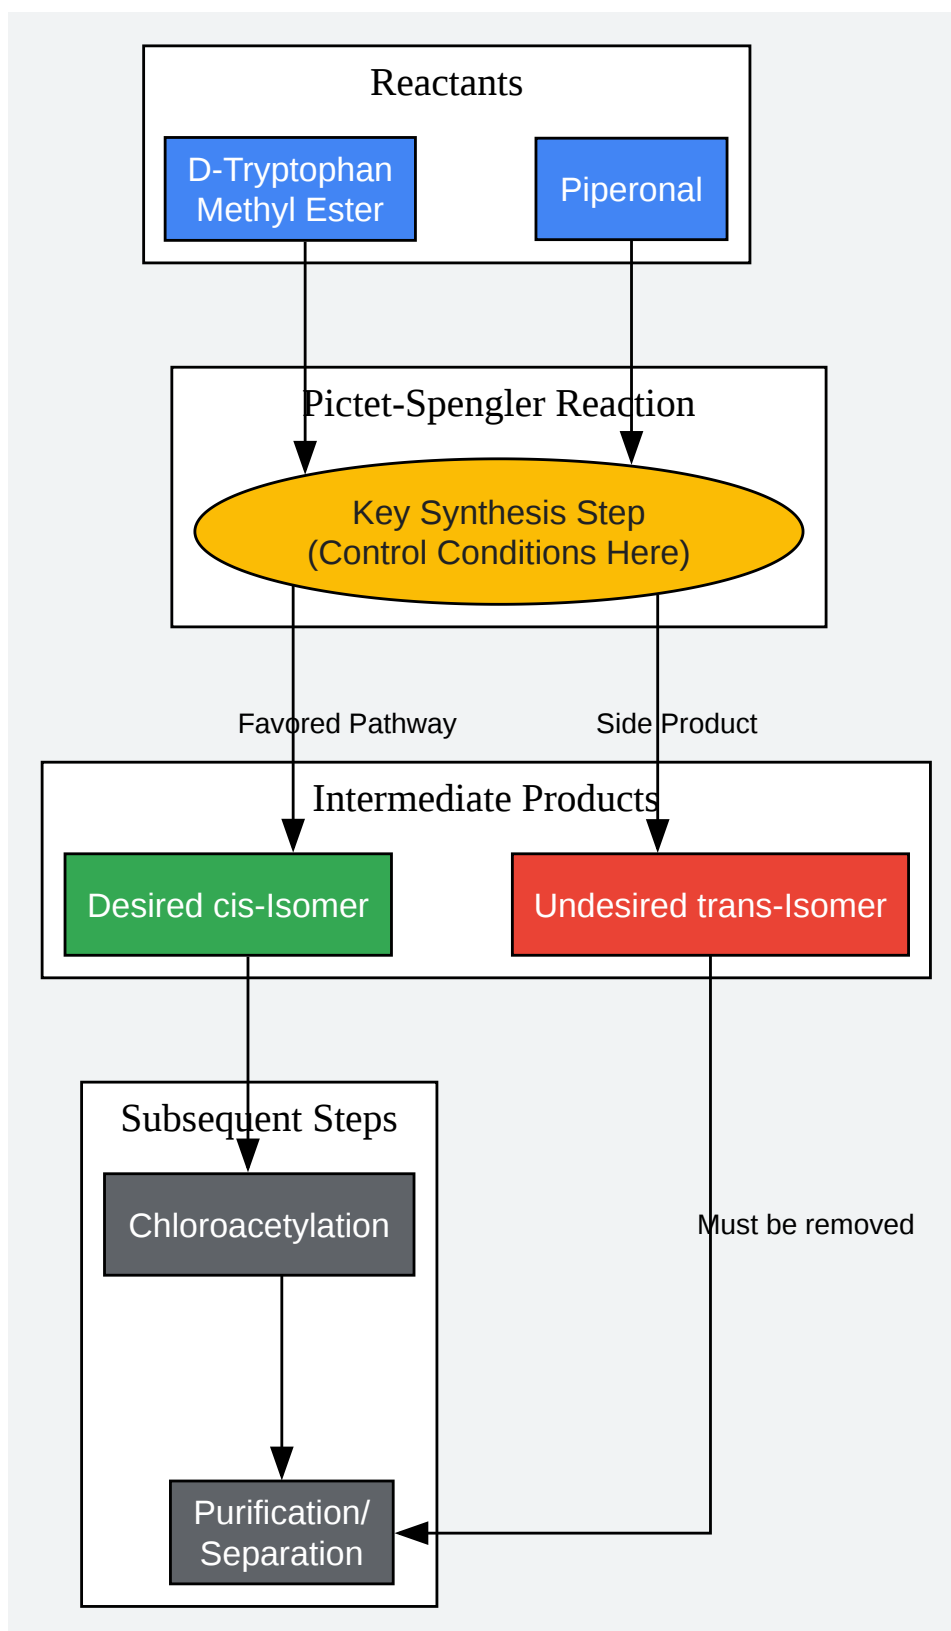 Reactants
D-Tryptophan
Methyl Ester
Piperonal
Pictet-Spengler Reaction
Key Synthesis Step
(Control Conditions Here)
Favored Pathway
Side Product
Intermediate Products
Desired cis-Isomer
Undesired trans-Isomer
Subsequent Steps
Chloroacetylation
Must be removed
Purification/
Separation